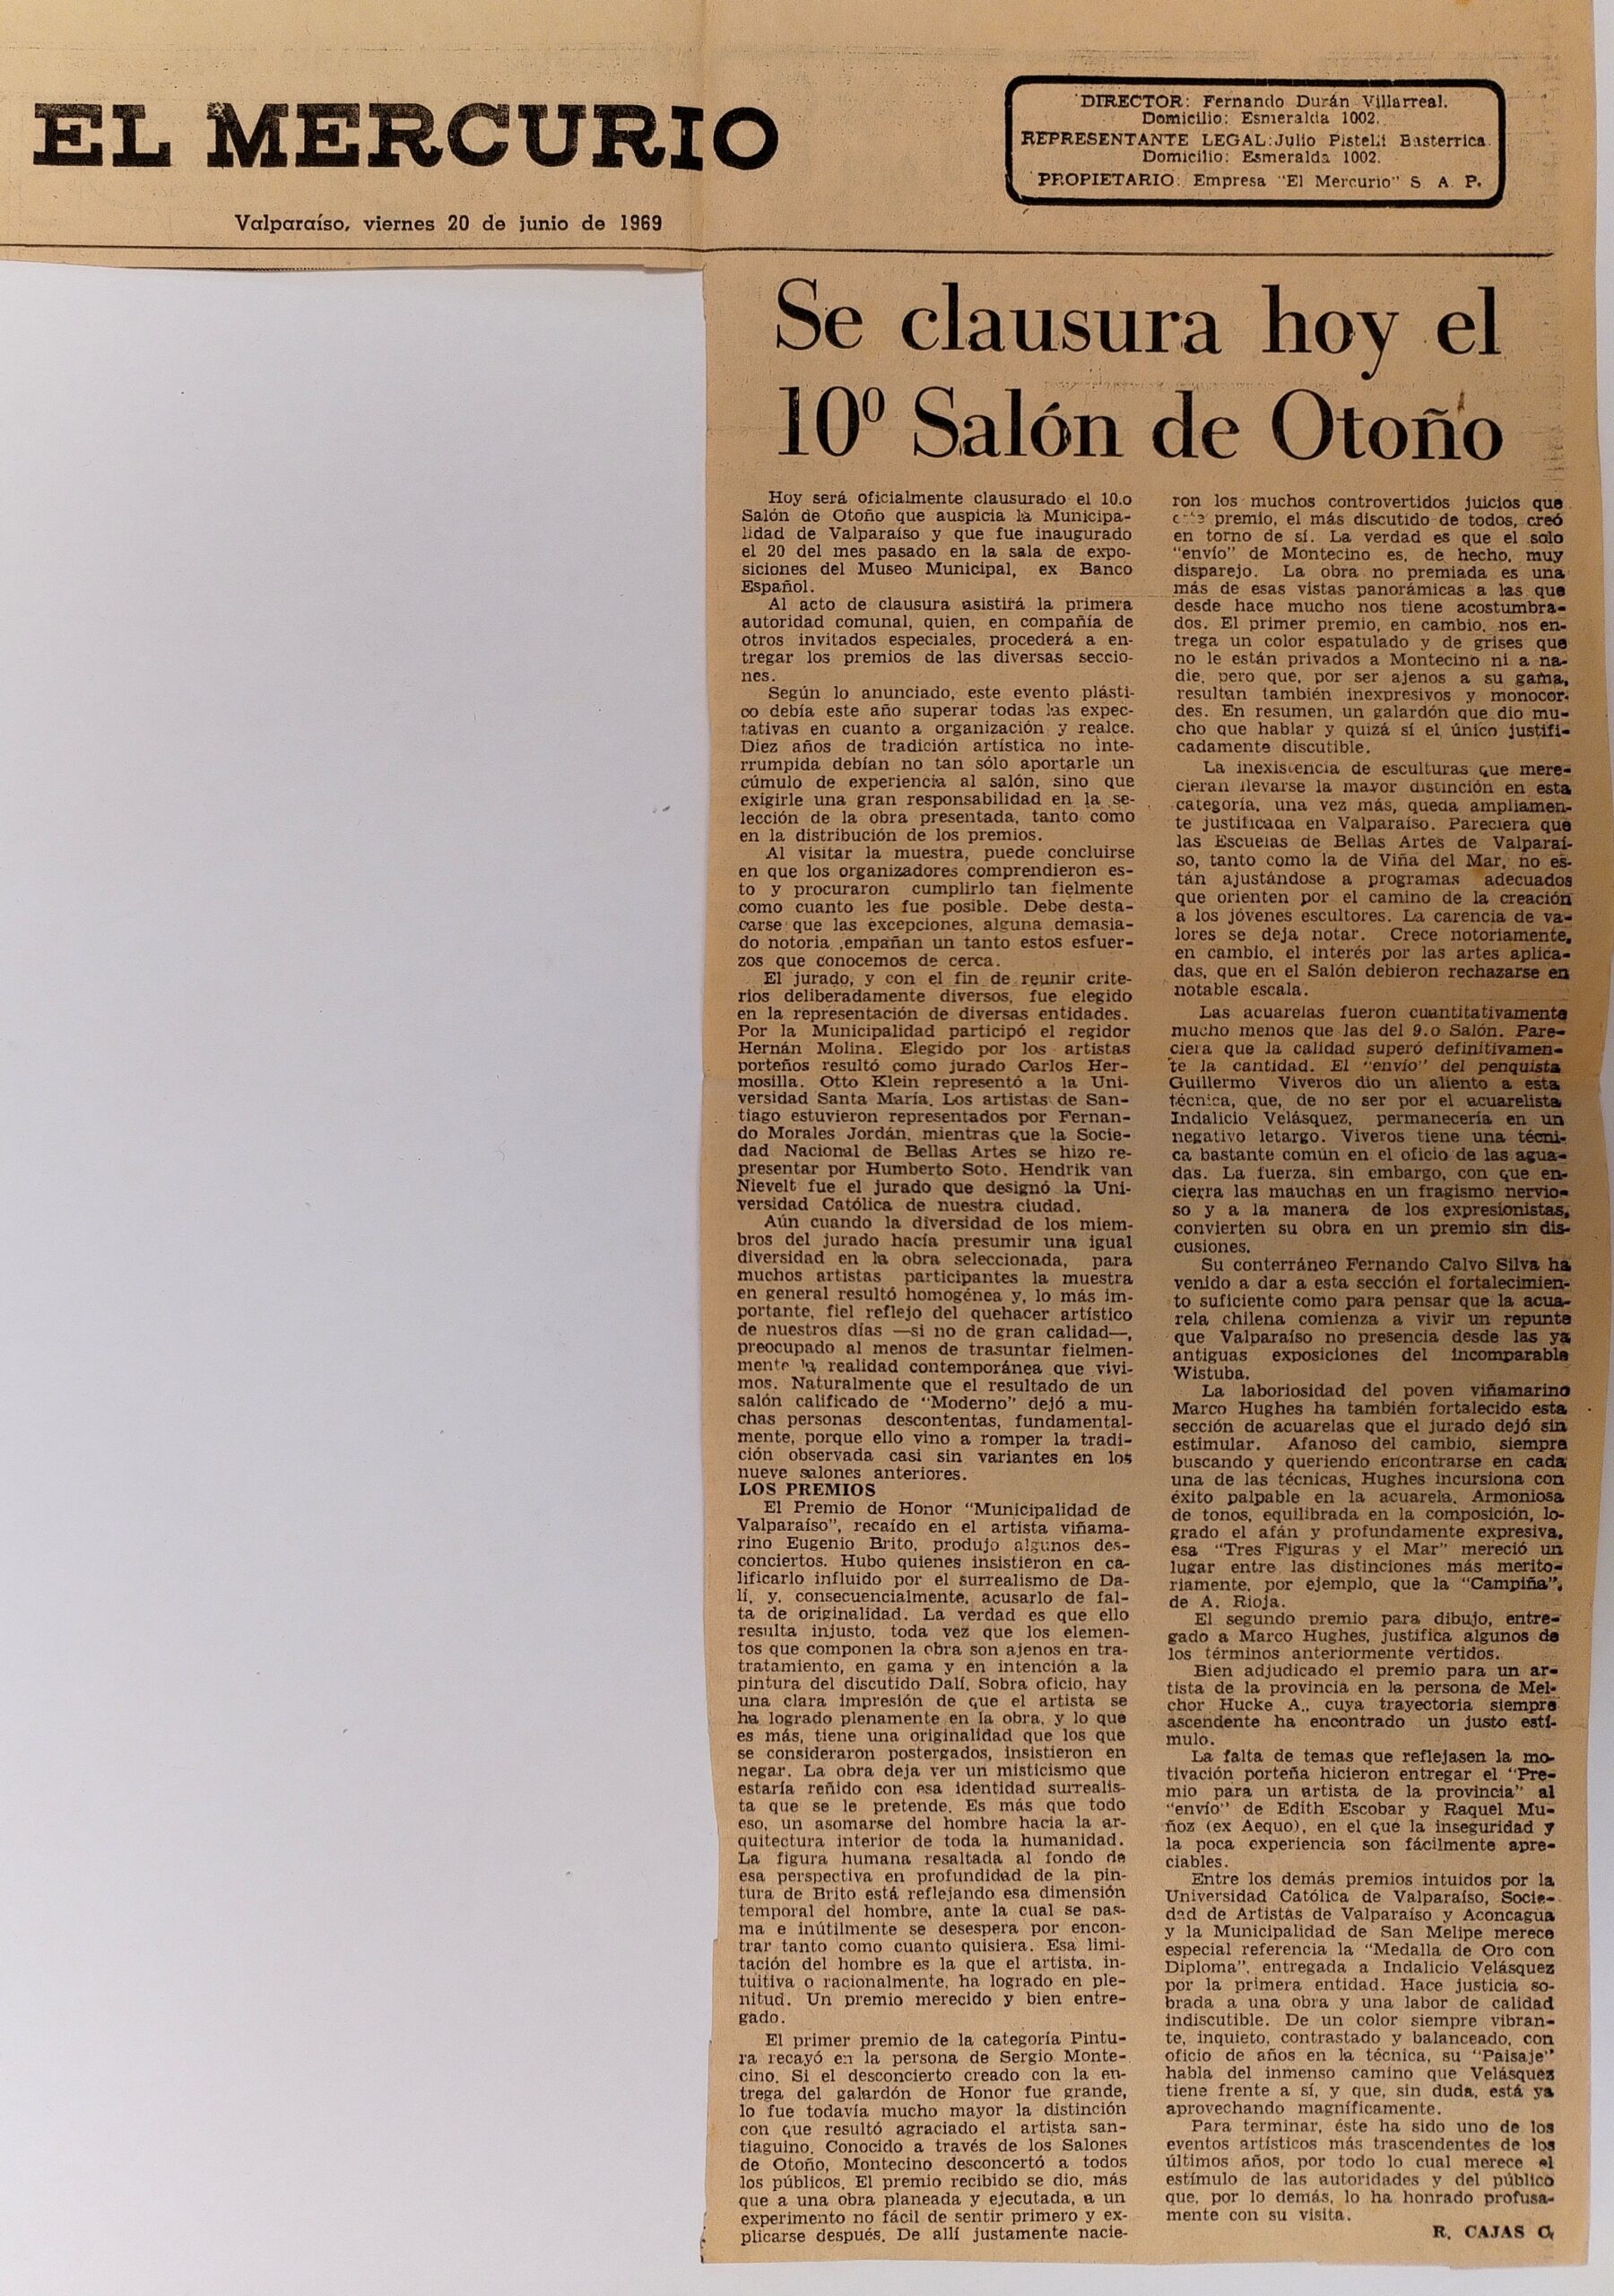 EL MERCURIO
Valparaíso, viernes 20 de junio de 1969
DIRECTOR: Fernando Durán Villarreal.
Domicilio: Esmeralda 1002.
REPRESENTANTE LEGAL: Julio Pistelli Basterrica.
Domicilio: Esmeralda 1002.
PROPIETARIO: Empresa "El Mercurio" S. A. P.
Se clausura hoy el
10º Salón de Otoño
Hoy será oficialmente clausurado el 10.o
Salón de Otoño que auspicia la Municipa-
lidad de Valparaíso y que fue inaugurado
el 20 del mes pasado en la sala de expo-
siciones del Museo Municipal, ex Banco
Español.
Al acto de clausura asistirá la primera
autoridad comunal, quien, en compañía de
otros invitados especiales, procederá a en-
tregar los premios de las diversas seccio-
nes.
Según lo anunciado, este evento plásti-
co debía este año superar todas las expec-
tativas en cuanto a organización y realce.
Diez años de tradición artística no inte-
rrumpida debían no tan sólo aportarle un
cúmulo de experiencia al salón, sino que
exigirle una gran responsabilidad en la se-
lección de la obra presentada, tanto como
en la distribución de los premios.
Al visitar la muestra, puede concluirse
en que los organizadores comprendieron es-
to y procuraron cumplirlo tan fielmente
como cuanto les fue posible. Debe desta-
carse que las excepciones, alguna demasia-
do notoria ,empañan un tanto estos esfuer-
zos que conocemos de cerca.
El jurado, y con el fin de reunir crite-
rios deliberadamente diversos, fue elegido
en la representación de diversas entidades.
Por la Municipalidad participó el regidor
Hernán Molina. Elegido por los artistas
porteños resultó como jurado Carlos Her-
mosilla. Otto Klein representó a la Uni-
versidad Santa María. Los artistas de San-
tiago estuvieron representados por Fernan-
do Morales Jordán, mientras que la Socie-
dad Nacional de Bellas Artes se hizo re-
presentar por Humberto Soto. Hendrik van
Nievelt fue el jurado que designó la Uni-
versidad Católica de nuestra ciudad.
Aún cuando la diversidad de los miem-
bros del jurado hacía presumir una igual
diversidad en la obra seleccionada, para
muchos artistas participantes la muestra
en general resultó homogénea y, lo más im-
portante, fiel reflejo del quehacer artístico
de nuestros días —si no de gran calidad—,
preocupado al menos de trasuntar fielmen-
mente la realidad contemporánea que vivi-
mos. Naturalmente que el resultado de un
salón calificado de "Moderno" dejó a mu-
chas personas descontentas, fundamental-
mente, porque ello vino a romper la tradi-
ción observada casi sin variantes en los
nueve salones anteriores.
LOS PREMIOS
El Premio de Honor "Municipalidad de
Valparaíso", recaído en el artista viñama-
rino Eugenio Brito, produjo algunos des-
conciertos. Hubo quienes insistieron en ca-
lificarlo influido por el surrealismo de Da-
lí, y, consecuencialmente, acusarlo de fal-
ta de originalidad. La verdad es que ello
resulta injusto, toda vez que los elemen-
tos que componen la obra son ajenos en tra-
tratamiento, en gama y en intención a la
pintura del discutido Dalí. Sobra oficio, hay
una clara impresión de que el artista se
ha logrado plenamente en la obra, y lo que
es más, tiene una originalidad que los que
se consideraron postergados, insistieron en
negar. La obra deja ver un misticismo que
estaría reñido con esa identidad surrealis-
ta que se le pretende. Es más que todo
eso, un asomarse del hombre hacia la ar-
quitectura interior de toda la humanidad.
La figura humana resaltada al fondo de
esa perspectiva en profundidad de la pin-
tura de Brito está reflejando esa dimensión
temporal del hombre, ante la cual se pas-
ma e inútilmente se desespera por encon-
trar tanto como cuanto quisiera. Esa limi-
tación del hombre es la que el artista, in-
tuitiva o racionalmente, ha logrado en ple-
nitud. Un premio merecido y bien entre-
gado.
El primer premio de la categoría Pintu-
ra recayó en la persona de Sergio Monte-
cino. Si el desconcierto creado con la en-
trega del galardón de Honor fue grande,
lo fue todavía mucho mayor la distinción
con que resultó agraciado el artista san-
tiaguino. Conocido a través de los Salones
de Otoño, Montecino desconcertó a todos
los públicos. El premio recibido se dio, más
que a una obra planeada y ejecutada, a un
experimento no fácil de sentir primero y ex-
plicarse después. De allí justamente nacie-
ron los muchos controvertidos juicios que
este premio, el más discutido de todos, creó
en torno de sí. La verdad es que el solo
"envío" de Montecino es, de hecho, muy
disparejo. La obra no premiada es una
más de esas vistas panorámicas a las que
desde hace mucho nos tiene acostumbra-
dos. El primer premio, en cambio, nos en-
trega un color espatulado y de grises que
no le están privados a Montecino ni a na-
die, pero que, por ser ajenos a su gama,
resultan también inexpresivos y monocor-
des. En resumen, un galardón que dio mu-
cho que hablar y quizá sí el único justifi-
cadamente discutible.
La inexistencia de esculturas que mere-
cieran llevarse la mayor distinción en esta
categoría, una vez más, queda ampliamen-
te justificada en Valparaíso. Pareciera que
las Escuelas de Bellas Artes de Valparaí-
so, tanto como la de Viña del Mar, no es-
tán ajustándose a programas adecuados
que orienten por el camino de la creación
a los jóvenes escultores. La carencia de va-
lores se deja notar. Crece notoriamente,
en cambio, el interés por las artes aplica-
das, que en el Salón debieron rechazarse en
notable escala.
Las acuarelas fueron cuantitativamente
mucho menos que las del 9.o Salón. Pare-
ciera que la calidad superó definitivamen-
te la cantidad. El "envío" del penquista
Guillermo Viveros dio un aliento a esta
técnica, que, de no ser por el acuarelista
Indalicio Velásquez, permanecería en un
negativo letargo. Viveros tiene una técni-
ca bastante común en el oficio de las agua-
das. La fuerza, sin embargo, con que en-
cierra las mauchas en un fragismo nervio-
so y a la manera de los expresionistas,
convierten su obra en un premio sin dis-
cusiones.
Su conterráneo Fernando Calvo Silva ha
venido a dar a esta sección el fortalecimien-
to suficiente como para pensar que la acua-
rela chilena comienza a vivir un repunte
que Valparaíso no presencia desde las ya
antiguas exposiciones del incomparable
Wistuba.
La laboriosidad del poven viñamarino
Marco Hughes ha también fortalecido esta
sección de acuarelas que el jurado dejó sin
estimular. Afanoso del cambio, siempre
buscando y queriendo encontrarse en cada
una de las técnicas, Hughes incursiona con
éxito palpable en la acuarela. Armoniosa
de tonos, equilibrada en la composición, lo-
grado el afán y profundamente expresiva,
esa "Tres Figuras y el Mar" mereció un
lugar entre las distinciones más merito-
riamente, por ejemplo, que la "Campiña",
de A. Rioja.
El segundo premio para dibujo, entre-
gado a Marco Hughes, justifica algunos de
los términos anteriormente vertidos.
Bien adjudicado el premio para un ar-
tista de la provincia en la persona de Mel-
chor Hucke A., cuya trayectoria siempre
ascendente ha encontrado un justo estí-
mulo.
La falta de temas que reflejasen la mo-
tivación porteña hicieron entregar el "Pre-
mio para un artista de la provincia" al
"envío" de Edith Escobar y Raquel Mu-
ñoz (ex Aequo), en el que la inseguridad y
la poca experiencia son fácilmente apre-
ciables.
Entre los demás premios intuidos por la
Universidad Católica de Valparaíso, Socie-
dad de Artistas de Valparaíso y Aconcagua
y la Municipalidad de San Melipe merece
especial referencia la "Medalla de Oro con
Diploma", entregada a Indalicio Velásquez
por la primera entidad. Hace justicia so-
brada a una obra y una labor de calidad
indiscutible. De un color siempre vibran-
te, inquieto, contrastado y balanceado, con
oficio de años en la técnica, su "Paisaje"
habla del inmenso camino que Velásquez
tiene frente a sí, y que, sin duda, está ya
aprovechando magníficamente.
Para terminar, éste ha sido uno de los
eventos artísticos más trascendentes de los
últimos años, por todo lo cual merece el
estímulo de las autoridades y del público
que, por lo demás, lo ha honrado profusa-
mente con su visita.
R. CAJAS C.